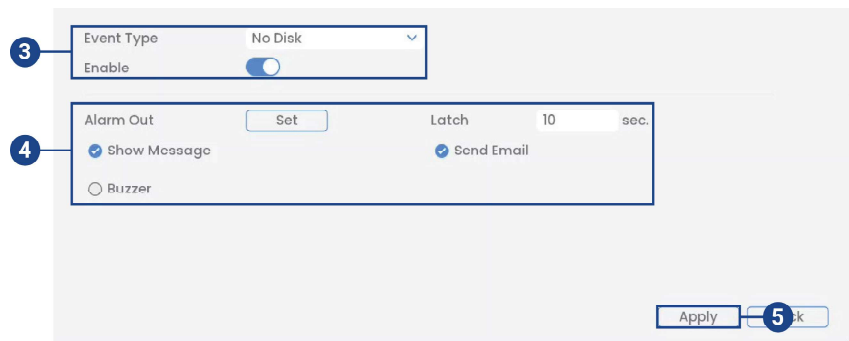 3
Event Type No Disk
Enable
4
Alarm Out Set Latch 10 sec.
Show Message Send Email
Buzzer
Apply 5 ck